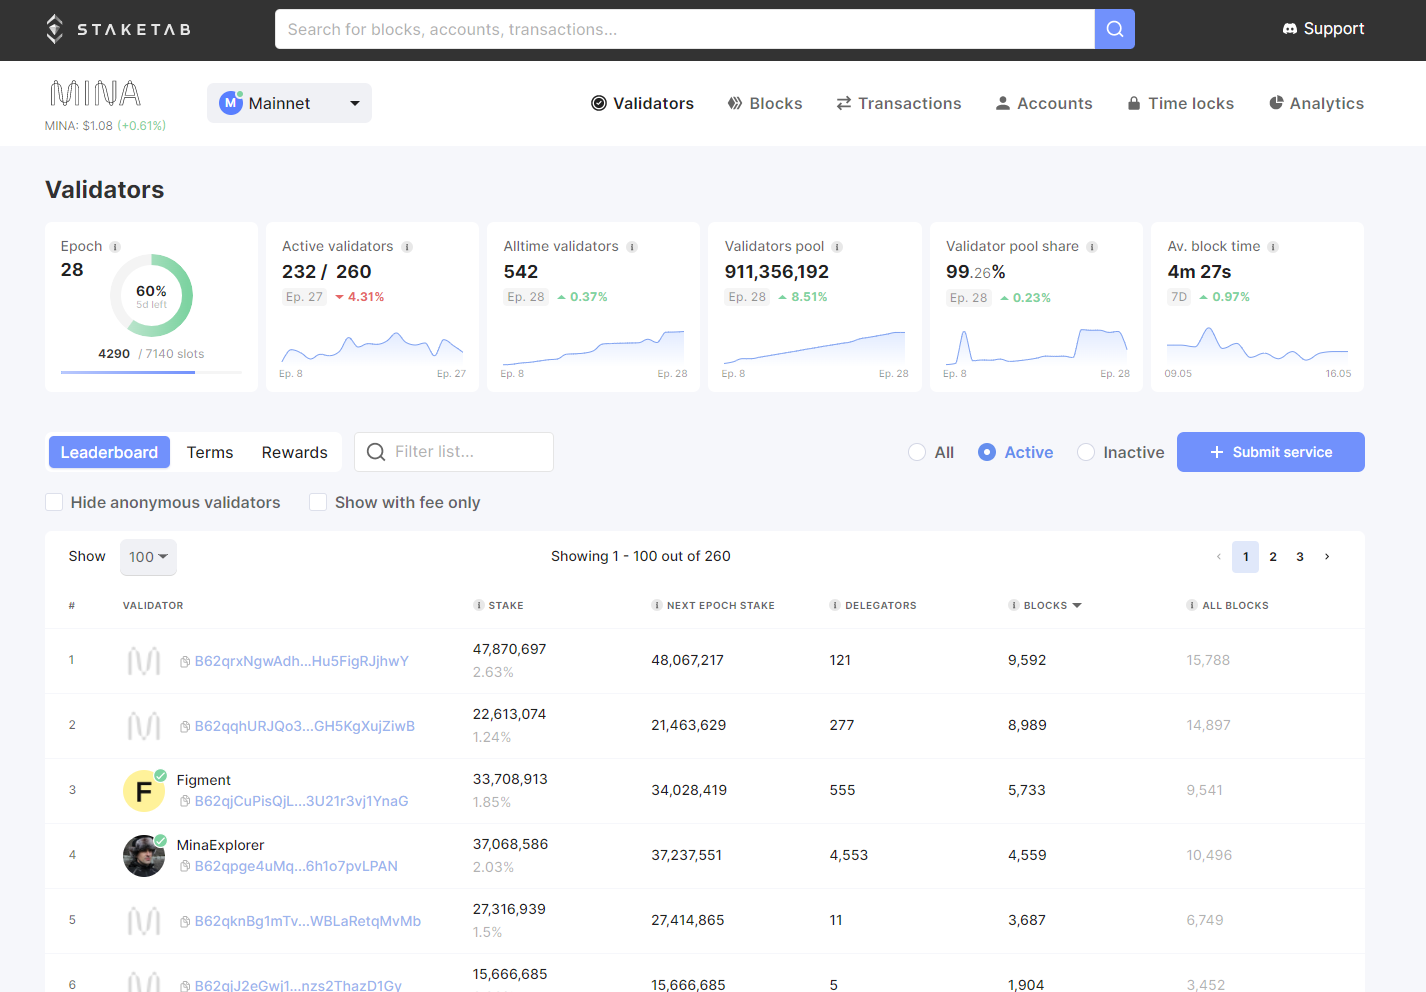 STAKETAB
Search for blocks, accounts, transactions...
Support
MINA
MINA: $1.08 (+0.61%)
M Mainnet
Validators
Blocks
Transactions
Accounts
Time locks
Analytics
Validators
Epoch
28
60%
5d left
4290 / 7140 slots
Active validators
232 / 260
Ep. 27 4.31%
Ep. 8 Ep. 27
Alltime validators
542
Ep. 28 0.37%
Ep. 8 Ep. 28
Validators pool
911,356,192
Ep. 28 8.51%
Ep. 8 Ep. 28
Validator pool share
99.26%
Ep. 28 0.23%
Ep. 8 Ep. 28
Av. block time
4m 27s
7D 0.97%
09.05 16.05
Leaderboard Terms Rewards
Filter list...
All Active Inactive
Submit service
Hide anonymous validators Show with fee only
Show 100
Showing 1 - 100 out of 260
‹ 1 2 3 ›
# VALIDATOR STAKE NEXT EPOCH STAKE DELEGATORS BLOCKS ALL BLOCKS
1 B62qrxNgwAdh...Hu5FigRJjhwY 47,870,697 48,067,217 121 9,592 15,788
2.63%
2 B62qqhURJQo3...GH5KgXujZiwB 22,613,074 21,463,629 277 8,989 14,897
1.24%
Figment
3 F B62qjCuPisQjL...3U21r3vj1YnaG 33,708,913 34,028,419 555 5,733 9,541
1.85%
MinaExplorer
4 B62qpge4uMq...6h1o7pvLPAN 37,068,586 37,237,551 4,553 4,559 10,496
2.03%
5 B62qknBg1mTv...WBLaRetqMvMb 27,316,939 27,414,865 11 3,687 6,749
1.5%
6 B62qjJ2eGwj1...nzs2ThazD1Gy 15,666,685 15,666,685 5 1,904 3,452